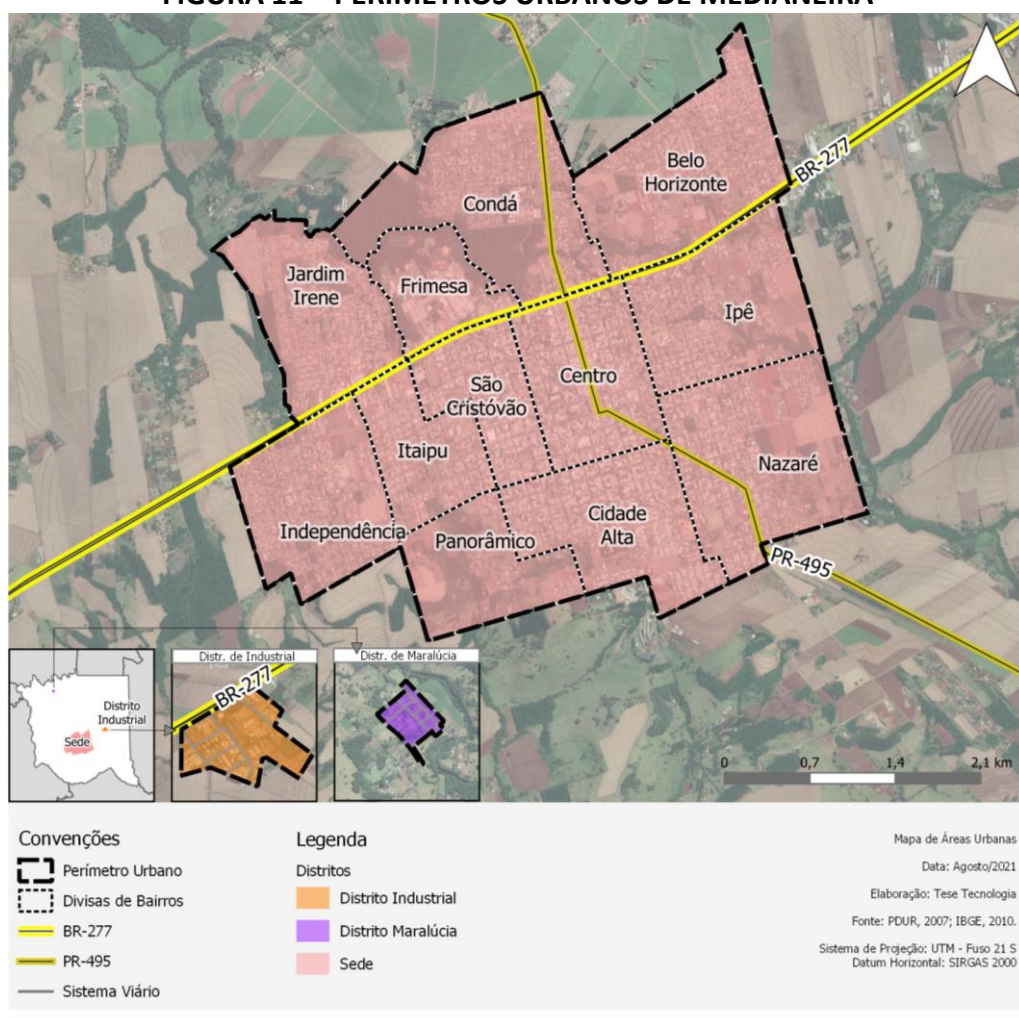 FIGURA 11 – PERÍMETROS URBANOS DE MEDIANEIRA
Belo
Horizonte
BR-277
Condá
Jardim
Irene
Frimesa
Ipê
Centro
São
Cristóvão
Itaipu
Nazaré
Cidade
Alta
Independência
Panorâmico
PR-495
Distr. de Industrial
Distr. de Maralúcia
BR-277
Distrito
Industrial
Sede
0 0,7 1,4 2,1 km
Convenções
Perímetro Urbano
Divisas de Bairros
BR-277
PR-495
Sistema Viário
Legenda
Distritos
Distrito Industrial
Distrito Maralúcia
Sede
Mapa de Áreas Urbanas
Data: Agosto/2021
Elaboração: Tese Tecnologia
Fonte: PDUR, 2007; IBGE, 2010.
Sistema de Projeção: UTM - Fuso 21 S
Datum Horizontal: SIRGAS 2000